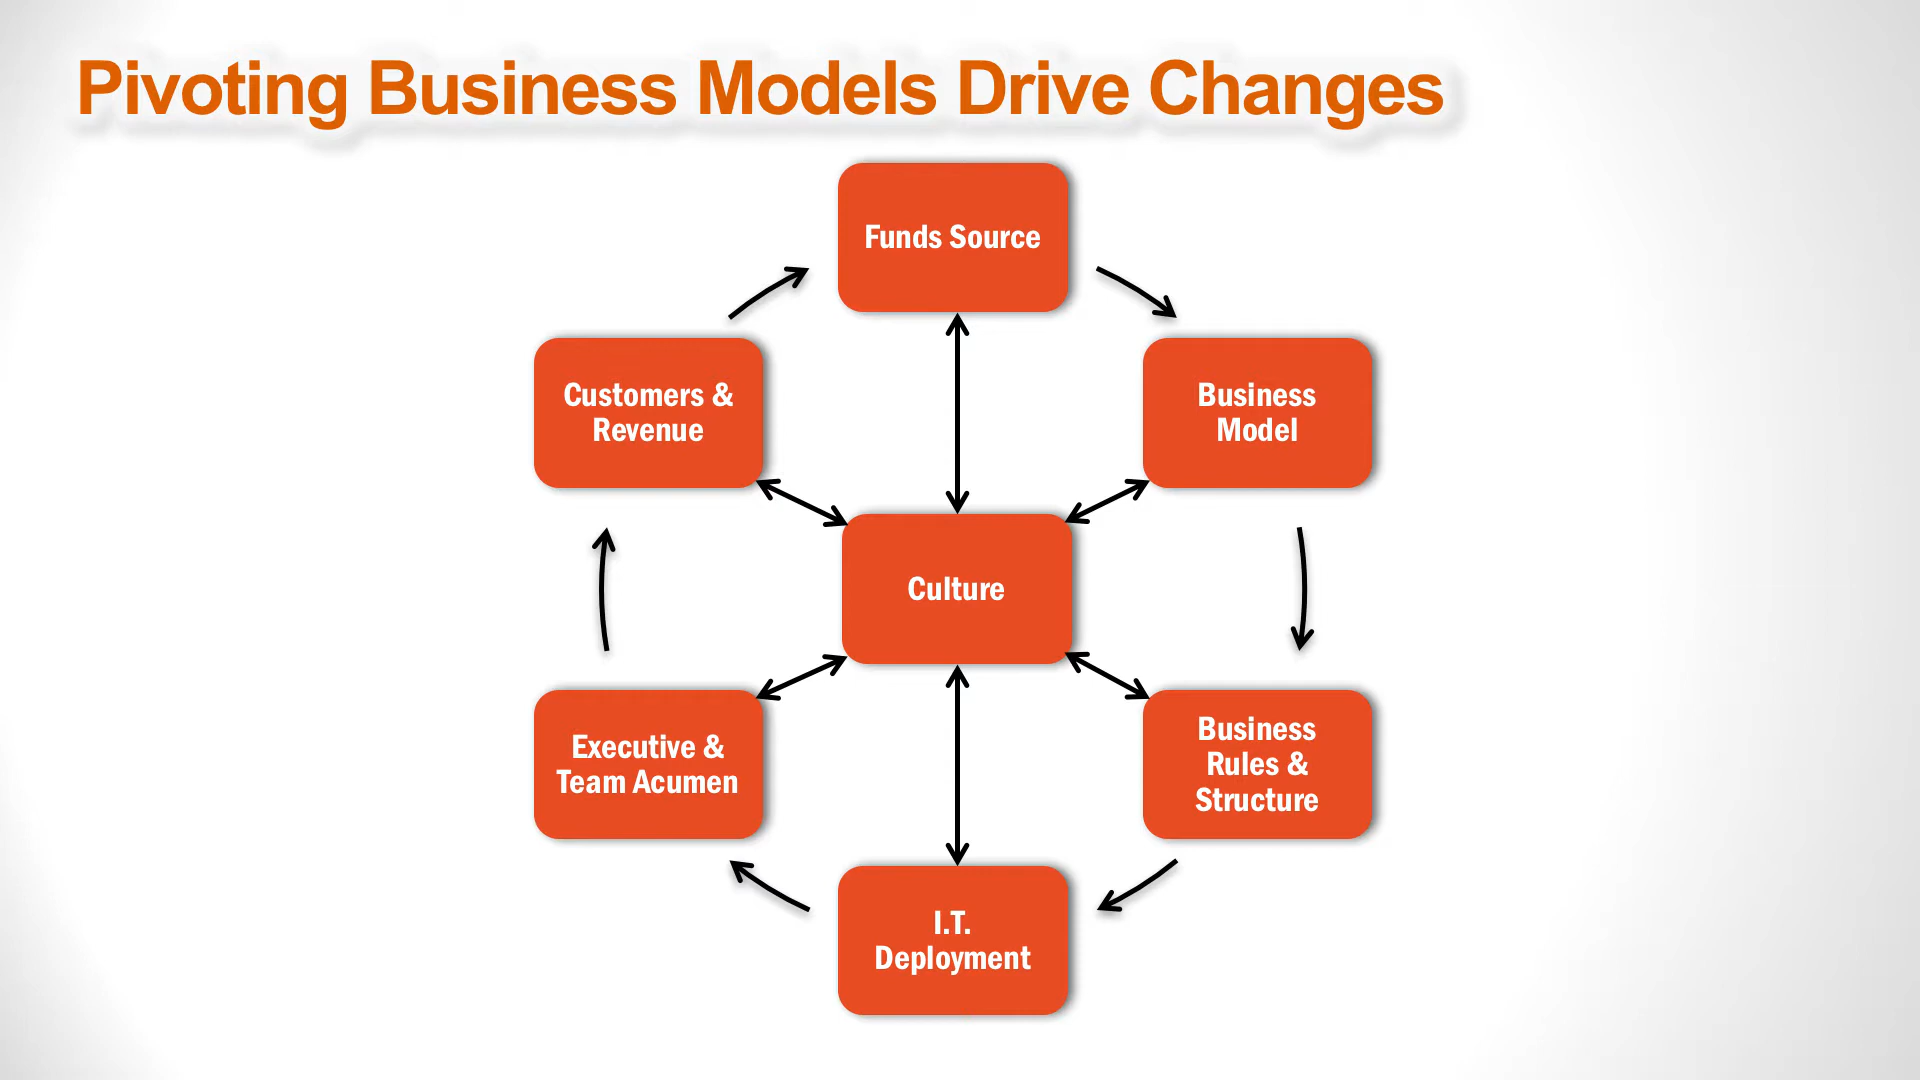 Pivoting Business Models Drive Changes
Funds Source
Customers &
Revenue
Business
Model
Culture
Executive &
Team Acumen
Business
Rules &
Structure
I.T.
Deployment